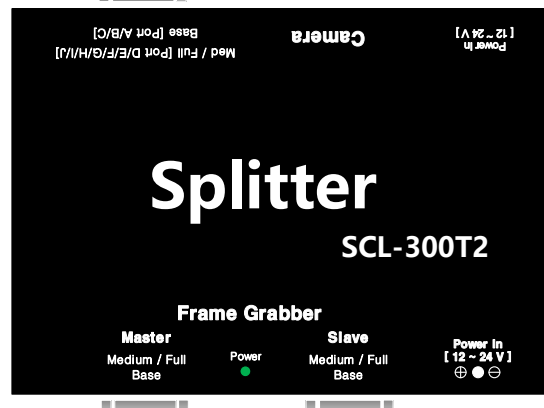 Med / Full [Port D/E/F/G/H/I/J]
Base [Port A/B/C]
Camera
Power In
[ 12 ~ 24 V ]
Splitter
SCL-300T2
Frame Grabber
Master
Medium / Full
Base
Power
Slave
Medium / Full
Base
Power In
[ 12 ~ 24 V ]